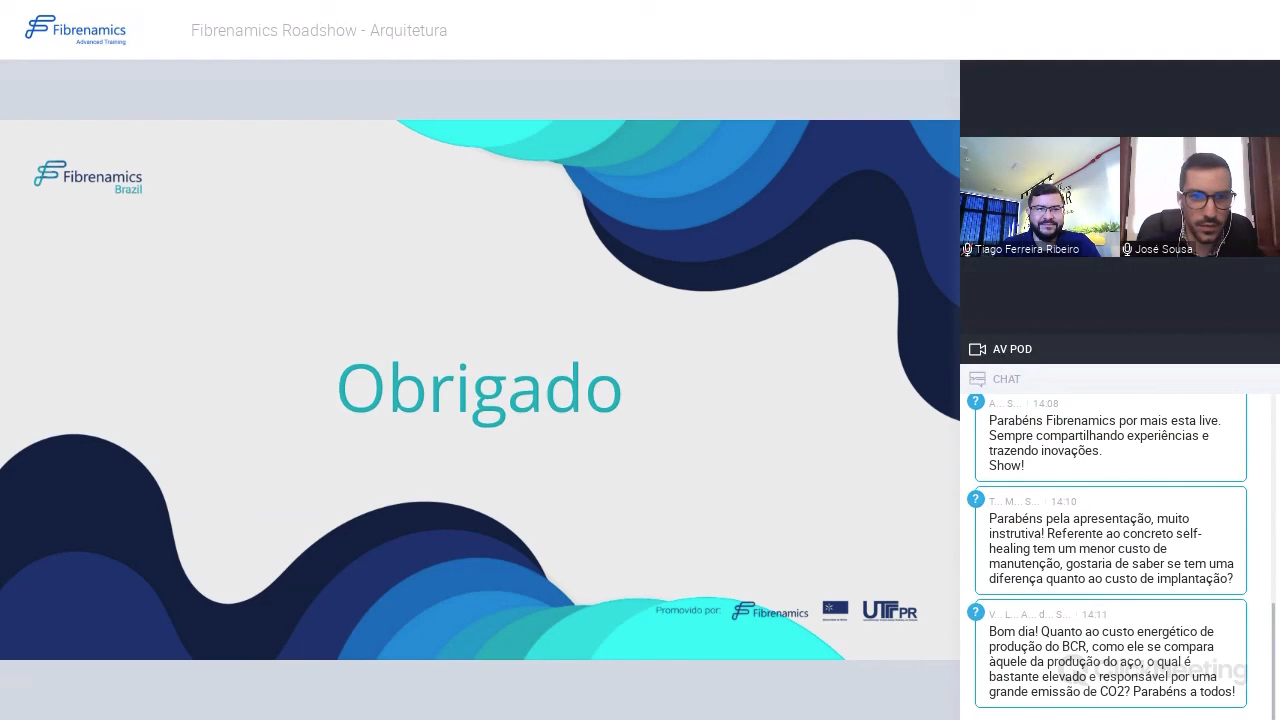 Fibrenamics
Advanced Training
Fibrenamics Roadshow - Arquitetura
Fibrenamics
Brazil
Obrigado
Promovido por:
Fibrenamics
UTFPR
Tiago Ferreira Ribeiro
José Sousa
AV POD
CHAT
?
A... S... 14:08
Parabéns Fibrenamics por mais esta live.
Sempre compartilhando experiências e
trazendo inovações.
Show!
?
T... M... S... 14:10
Parabéns pela apresentação, muito
instrutiva! Referente ao concreto self-
healing tem um menor custo de
manutenção, gostaria de saber se tem uma
diferença quanto ao custo de implantação?
?
V... L... A... d... S... 14:11
Bom dia! Quanto ao custo energético de
produção do BCR, como ele se compara
àquele da produção do aço, o qual é
bastante elevado e responsável por uma
grande emissão de CO2? Parabéns a todos!